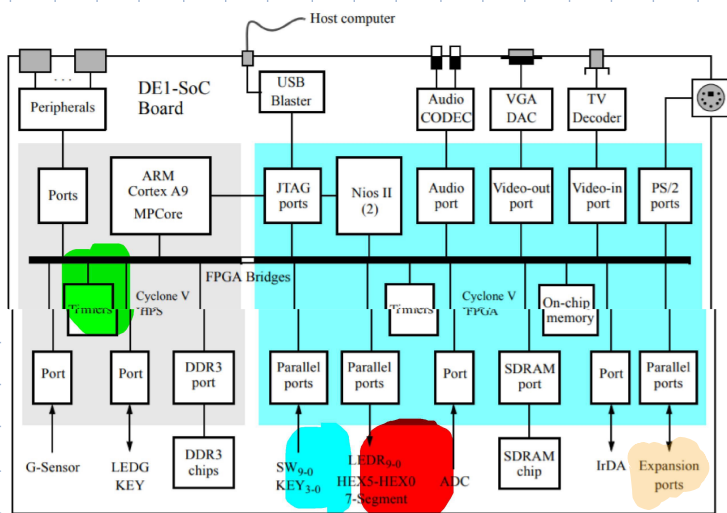 Host computer
DE1-SoC
Board
Peripherals
USB
Blaster
Audio
CODEC
VGA
DAC
TV
Decoder
Ports
ARM
Cortex A9
MPCore
JTAG
ports
Nios II
(2)
Audio
port
Video-out
port
Video-in
port
PS/2
ports
FPGA Bridges
Timers
Cyclone V
HPS
Timers
Cyclone V
FPGA
On-chip
memory
Port
Port
DDR3
port
Parallel
ports
Parallel
ports
Port
SDRAM
port
Port
Parallel
ports
G-Sensor
LEDG
KEY
DDR3
chips
SW9-0
KEY3-0
LEDR9-0
HEX5-HEX0
7-Segment
ADC
SDRAM
chip
IrDA
Expansion
ports